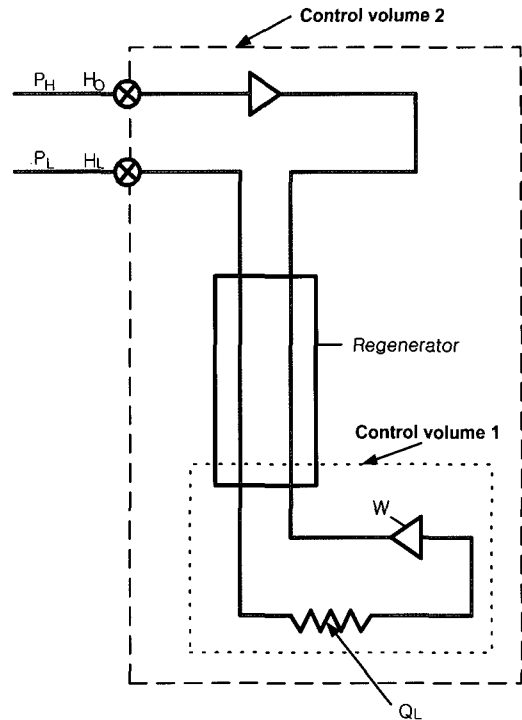 Control volume 2
PH HO
PL HL
Regenerator
Control volume 1
W
QL